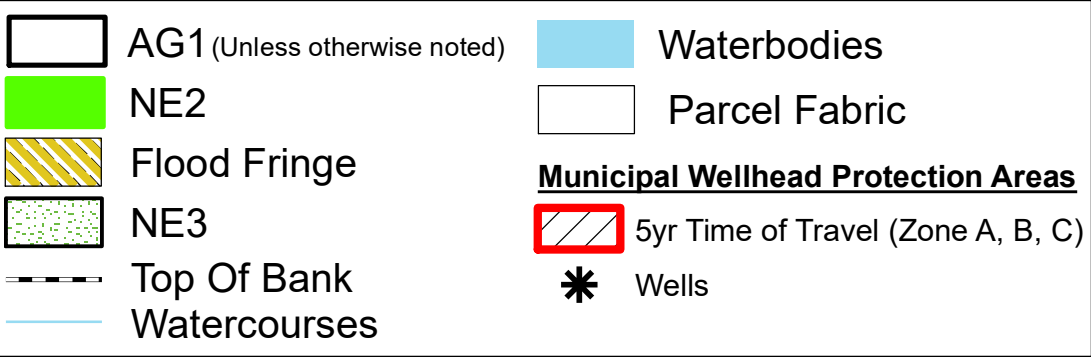 AG1 (Unless otherwise noted)
NE2
Flood Fringe
NE3
Top Of Bank
Watercourses
Waterbodies
Parcel Fabric
Municipal Wellhead Protection Areas
5yr Time of Travel (Zone A, B, C)
Wells